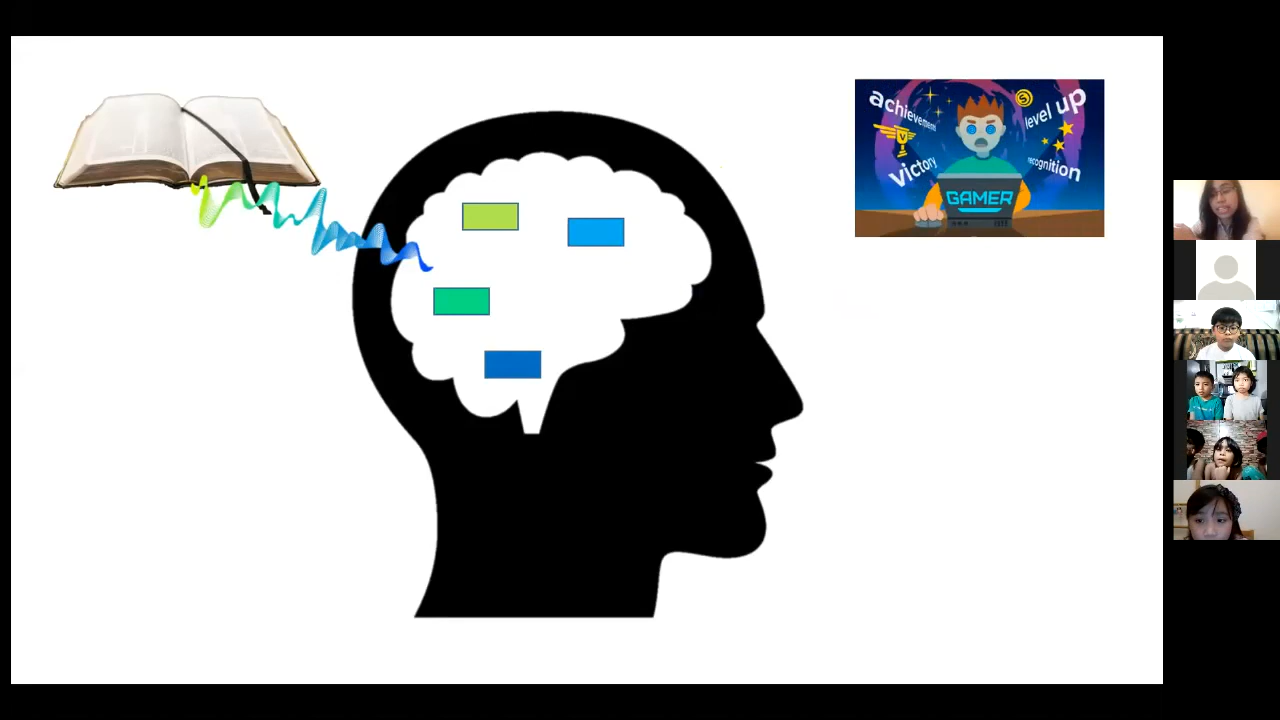 achievement
level up
victory
recognition
GAMER